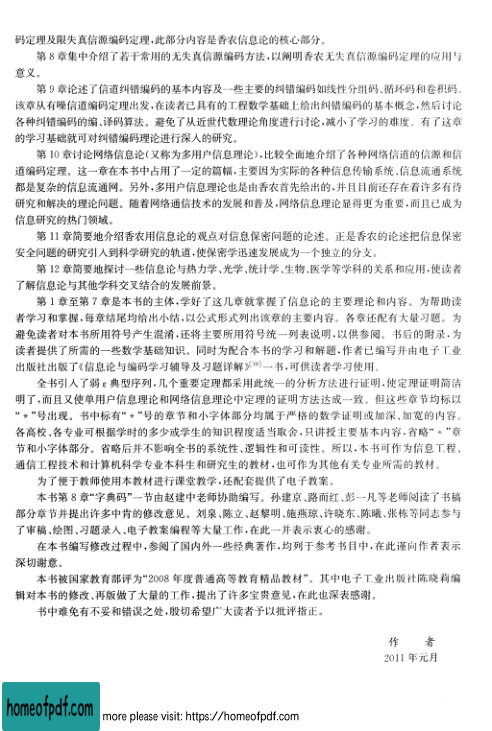 码定理及限失真信源编码定理,此部分内容是香农信息论的核心部分。
第8章集中介绍了若干常用的无失真信源编码方法,以阐明香农无失真信源编码定理的应用与
意义。
第9章论述了信道纠错编码的基本内容及一些主要的纠错编码如线性分组码、循环码和卷积码。
该章从有噪信道编码定理出发,在读者已具有的工程数学基础上给出纠错编码的基本概念,然后讨论
各种纠错编码的编、译码算法。避免了从近世代数理论角度进行讨论,减小了学习的难度。有了这章
的学习基础就可对纠错编码理论进行深入的研究。
第10章讨论网络信息论(又称为多用户信息理论),比较全面地介绍了各种网络信道的信源和信
道编码定理。这一章在本书中占用了一定的篇幅,主要因为实际的各种信息传输系统、信息流通系统
都是复杂的信息流通网。另外,多用户信息理论也是由香农首先给出的,并且目前还存在着许多有待
研究和解决的理论问题。随着网络通信技术的发展和普及,网络信息理论显得更为重要,而且已成为
信息研究的热门领域。
第11章简要地介绍香农用信息论的观点对信息保密问题的论述。正是香农的论述把信息保密
安全问题的研究引入到科学研究的轨道,使保密学迅速发展成为一个独立的分支。
第12章简要地探讨一些信息论与热力学、光学、统计学、生物、医学等学科的关系和应用,使读者
了解信息论与其他学科交叉结合的发展前景。
第1章至第7章是本书的主体,学好了这几章就掌握了信息论的主要理论和内容。为帮助读
者学习和掌握,每章结尾均给出小结,以公式形式列出该章的主要内容。各章还配有大量习题。为
避免读者对本书所用符号产生混淆,还将主要所用符号统一列表说明,以供参阅。书后的附录,为
读者提供了所需的一些数学基础知识。同时为配合本书的学习和解题,作者已编写并由电子工业
出版社出版了《信息论与编码学习辅导及习题详解》[39]一书,可供读者学习使用。
全书引入了弱ε典型序列,几个重要定理都采用此统一的分析方法进行证明,使定理证明简洁
明了,而且又使单用户信息理论和网络信息理论中定理的证明方法达成一致。但这些章节均标以
“*”号出现。书中标有“*”号的章节和小字体部分均属于严格的数学证明或加深、加宽的内容。
各高校、各专业可根据学时的多少或学生的知识程度适当取舍,只讲授主要基本内容,省略“*”章
节和小字体部分。省略后并不影响全书的系统性、逻辑性和可读性。所以,本书可作为信息工程、
通信工程技术和计算机科学专业本科生和研究生的教材,也可作为其他有关专业所需的教材。
为了便于教师使用本教材进行课堂教学,还配套提供了电子教案。
本书第8章“字典码”一节由赵建中老师协助编写。孙建京、路而红、彭一凡等老师阅读了书稿
部分章节并提出许多中肯的修改意见。刘泉、陈立、赵黎明、施燕琼、许晓东、陈曦、张栋等同志参与
了审稿、绘图、习题录入、电子教案编程等大量工作,在此一并表示衷心的感谢。
在本书编写修改过程中,参阅了国内外一些经典著作,均列于参考书目中,在此谨向作者表示
深切谢意。
本书被国家教育部评为“2008年度普通高等教育精品教材”。其中电子工业出版社陈晓莉编
辑对本书的修改、再版做了大量的工作,提出了许多宝贵意见,在此也深表感谢。
书中难免有不妥和错误之处,殷切希望广大读者予以批评指正。
作 者
2011年元月
homeofpdf.com
more please visit: https://homeofpdf.com